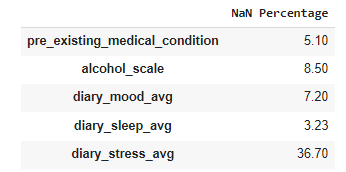 NaN Percentage
pre_existing_medical_condition 5.10
alcohol_scale 8.50
diary_mood_avg 7.20
diary_sleep_avg 3.23
diary_stress_avg 36.70